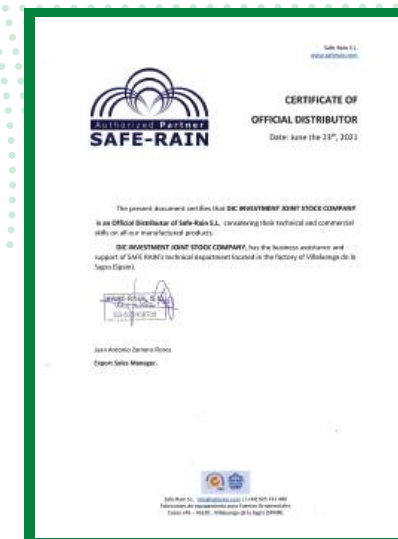 Safe Rain S.L.
www.saferain.com
Authorized Partner
SAFE-RAIN
CERTIFICATE OF
OFFICIAL DISTRIBUTOR
Date: June the 23th, 2021
The present document certifies that DIC INVESTMENT JOINT STOCK COMPANY
is an Official Distributor of Safe-Rain S.L, considering their technical and commercial
skills on all our manufactured products.
DIC INVESTMENT JOINT STOCK COMPANY, has the business assistance and
support of SAFE RAIN's technical department located in the factory of Villaluenga de la
Sagra (Spain).
Juan Antonio Zamora
Export Sales Manager.
Safe Rain S.L.